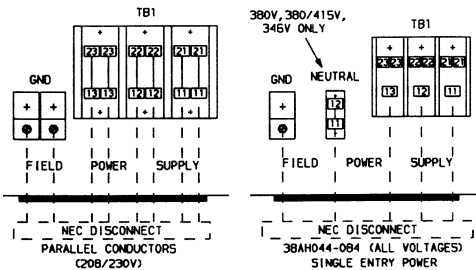 TB1
23 23 22 22 21 21
GND
13 13 12 12 11 11
FIELD POWER SUPPLY
NEC DISCONNECT
PARALLEL CONDUCTORS
(208/230V)
380V, 380/415V,
346V ONLY
TB1
23 23 22 22 21 21
GND NEUTRAL
13 12 11
12
11
FIELD POWER SUPPLY
NEC DISCONNECT
38AH044-084 (ALL VOLTAGES)
SINGLE ENTRY POWER